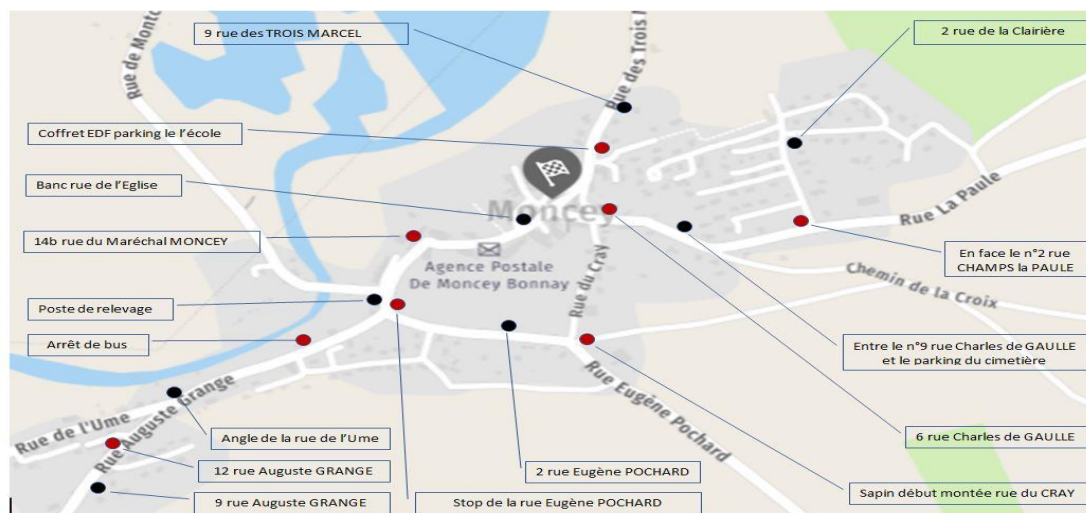 9 rue des TROIS MARCEL
2 rue de la Clairière
Rue de
Rue des Trois
Coffret EDF parking le l'école
Banc rue de l'Eglise
Moncey
Rue La Paule
14b rue du Maréchal MONCEY
En face le n°2 rue
CHAMPS la PAULE
Agence Postale
De Moncey Bonnay
Rue du Cray
Chemin de la Croix
Poste de relevage
Arrêt de bus
Entre le n°9 rue Charles de GAULLE
et le parking du cimetière
Rue Eugène Pochard
Rue de l'Ume
Rue Auguste Grange
Angle de la rue de l'Ume
6 rue Charles de GAULLE
12 rue Auguste GRANGE
2 rue Eugène POCHARD
9 rue Auguste GRANGE
Stop de la rue Eugène POCHARD
Sapin début montée rue du CRAY